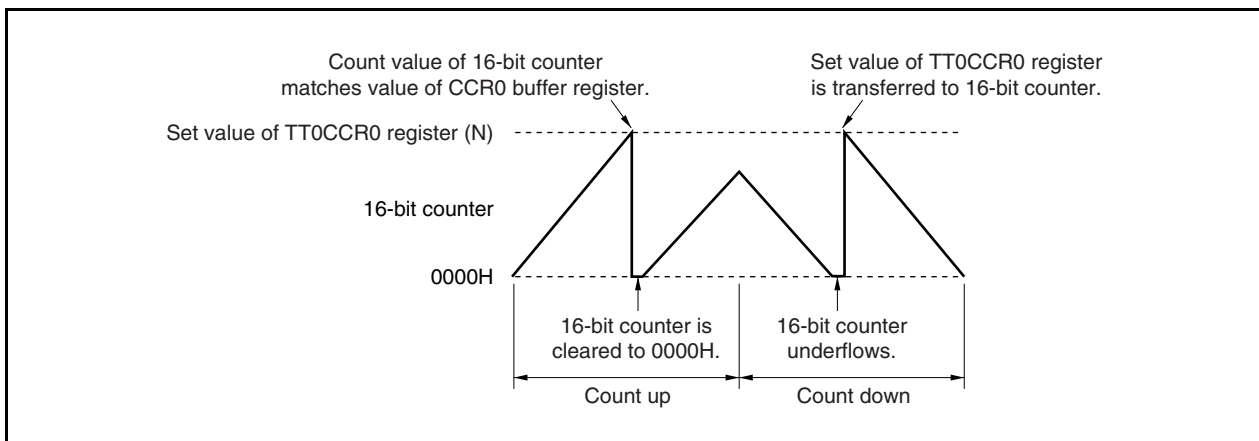 Count value of 16-bit counter
matches value of CCR0 buffer register.
Set value of TT0CCR0 register
is transferred to 16-bit counter.
Set value of TT0CCR0 register (N)
16-bit counter
0000H
16-bit counter is
cleared to 0000H.
16-bit counter
underflows.
Count up
Count down